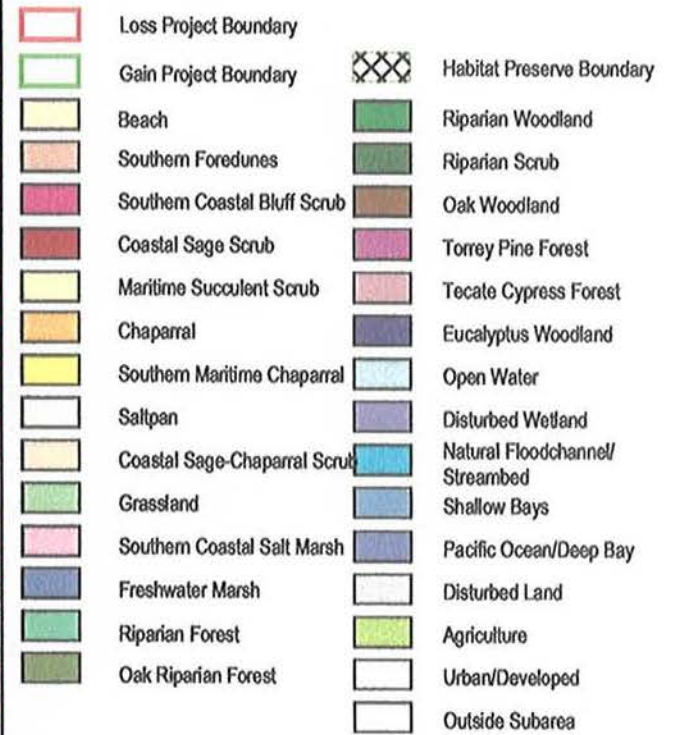 Loss Project Boundary
Gain Project Boundary
Beach
Southern Foredunes
Southern Coastal Bluff Scrub
Coastal Sage Scrub
Maritime Succulent Scrub
Chaparral
Southern Maritime Chaparral
Saltpan
Coastal Sage-Chaparral Scrub
Grassland
Southern Coastal Salt Marsh
Freshwater Marsh
Riparian Forest
Oak Riparian Forest
Habitat Preserve Boundary
Riparian Woodland
Riparian Scrub
Oak Woodland
Torrey Pine Forest
Tecate Cypress Forest
Eucalyptus Woodland
Open Water
Disturbed Wetland
Natural Floodchannel/
Streambed
Shallow Bays
Pacific Ocean/Deep Bay
Disturbed Land
Agriculture
Urban/Developed
Outside Subarea